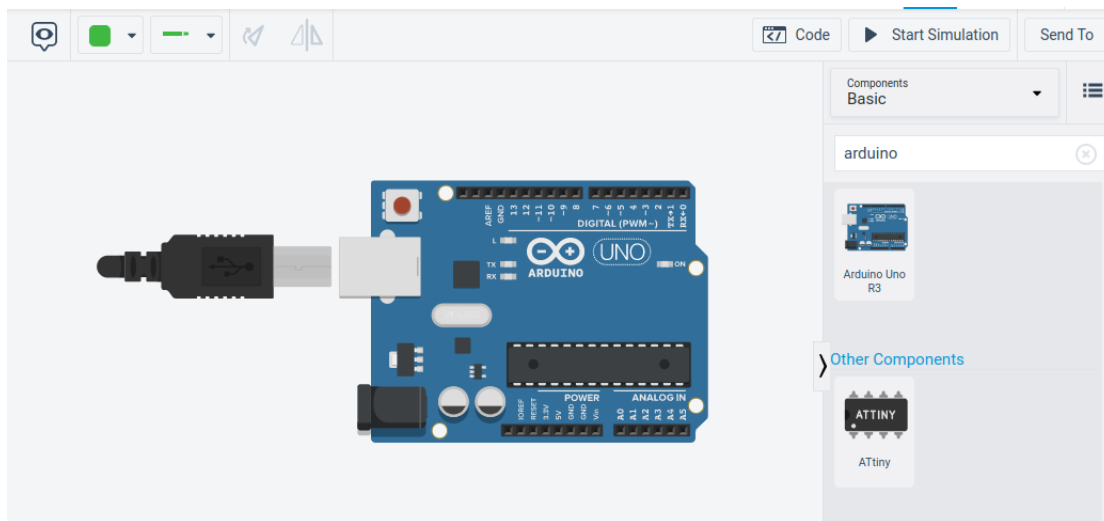 Code
Start Simulation
Send To
Components
Basic
arduino
Arduino Uno
R3
Other Components
ATTINY
ATtiny
AREF
GND
13
12
~11
~10
~9
8
7
~6
~5
4
~3
2
TX→1
RX←0
DIGITAL (PWM~)
L
TX
RX
ARDUINO
UNO
ON
POWER
ANALOG IN
IOREF
RESET
3.3V
5V
GND
GND
Vin
A0
A1
A2
A3
A4
A5